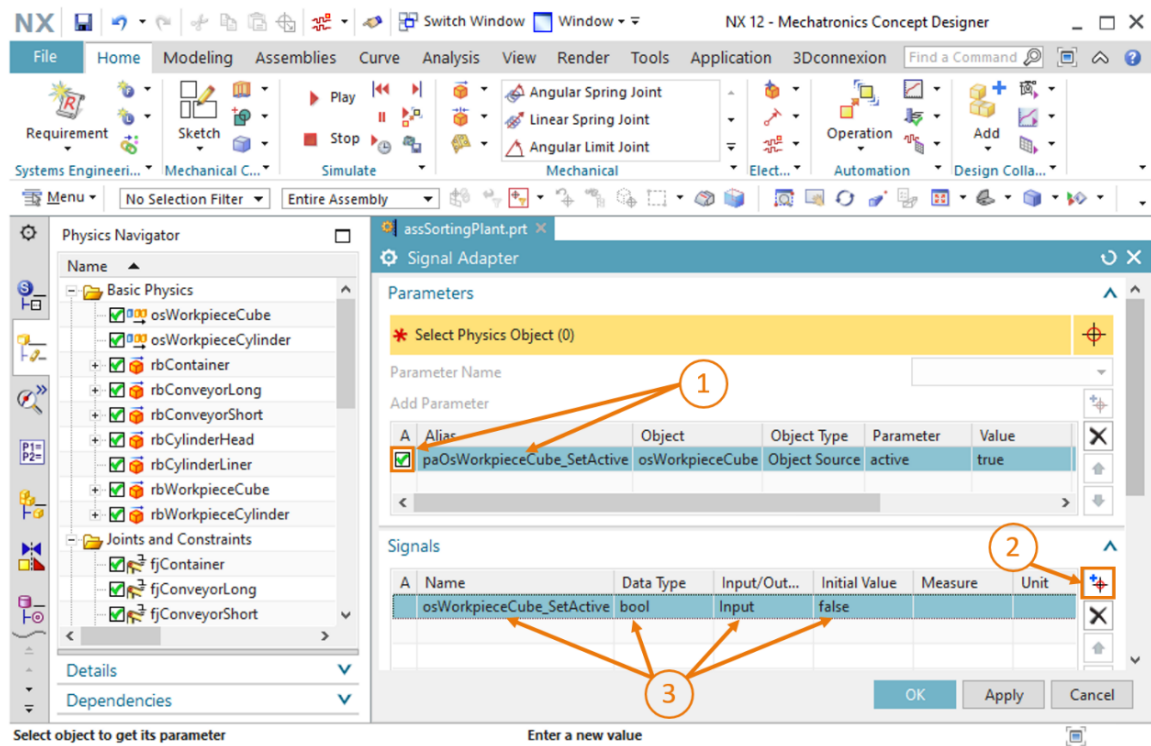 NX
Switch Window
Window
NX 12 - Mechatronics Concept Designer
File
Home
Modeling
Assemblies
Curve
Analysis
View
Render
Tools
Application
3Dconnexion
Find a Command
Requirement
Systems Engineeri...
Sketch
Mechanical C...
Play
Stop
Simulate
Angular Spring Joint
Linear Spring Joint
Angular Limit Joint
Mechanical
Elect...
Operation
Automation
Add
Design Colla...
Menu
No Selection Filter
Entire Assembly
Physics Navigator
Name
Basic Physics
osWorkpieceCube
osWorkpieceCylinder
rbContainer
rbConveyorLong
rbConveyorShort
rbCylinderHead
rbCylinderLiner
rbWorkpieceCube
rbWorkpieceCylinder
Joints and Constraints
fjContainer
fjConveyorLong
fjConveyorShort
Details
Dependencies
P1=
P2=
assSortingPlant.prt
Signal Adapter
Parameters
* Select Physics Object (0)
Parameter Name
Add Parameter
1
A Alias Object Object Type Parameter Value
paOsWorkpieceCube_SetActive osWorkpieceCube Object Source active true
Signals
2
A Name Data Type Input/Out... Initial Value Measure Unit
osWorkpieceCube_SetActive bool Input false
3
OK Apply Cancel
Select object to get its parameter
Enter a new value